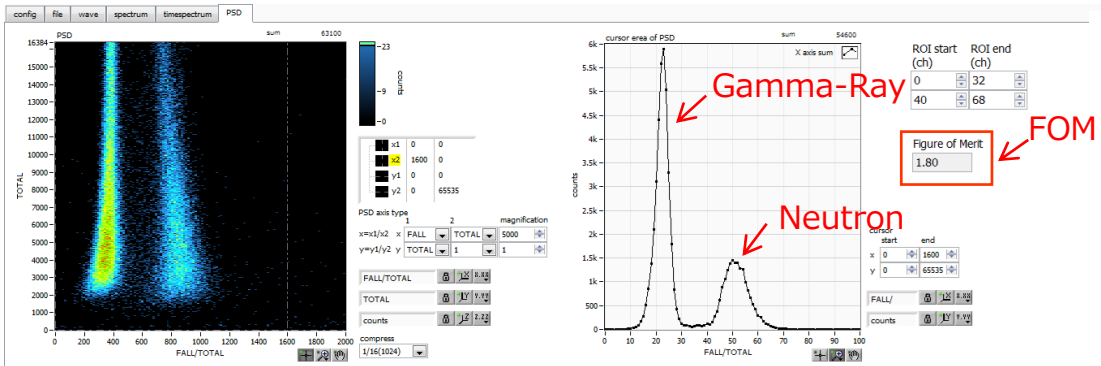 config file wave spectrum timespectrum PSD
PSD sum 63100
16384
15000
14000
13000
12000
11000
10000
9000
8000
7000
6000
5000
4000
3000
2000
1000
0
TOTAL
0 200 400 600 800 1000 1200 1400 1600 1800 2000
FALL/TOTAL
23
9
0
counts
x1 0 0
x2 1600 0
y1 0 0
y2 0 65535
PSD axis type 1 2 magnification
x=x1/x2 x FALL TOTAL 5000
y=y1/y2 y TOTAL 1 1
FALL/TOTAL X.XX
TOTAL Y.YY
counts Z.ZZ
compress
1/16(1024)
cursor area of PSD sum 54600
X axis sum
6k
5.5k
5k
4.5k
4k
3.5k
3k
2.5k
2k
1.5k
1k
500
0
counts
0 10 20 30 40 50 60 70 80 90 100
FALL/TOTAL
Gamma-Ray
Neutron
ROI start (ch) ROI end (ch)
0 32
40 68
FOM
Figure of Merit
1.80
cursor
start end
x 0 1600
y 0 65535
FALL/ X.XX
counts Y.YY